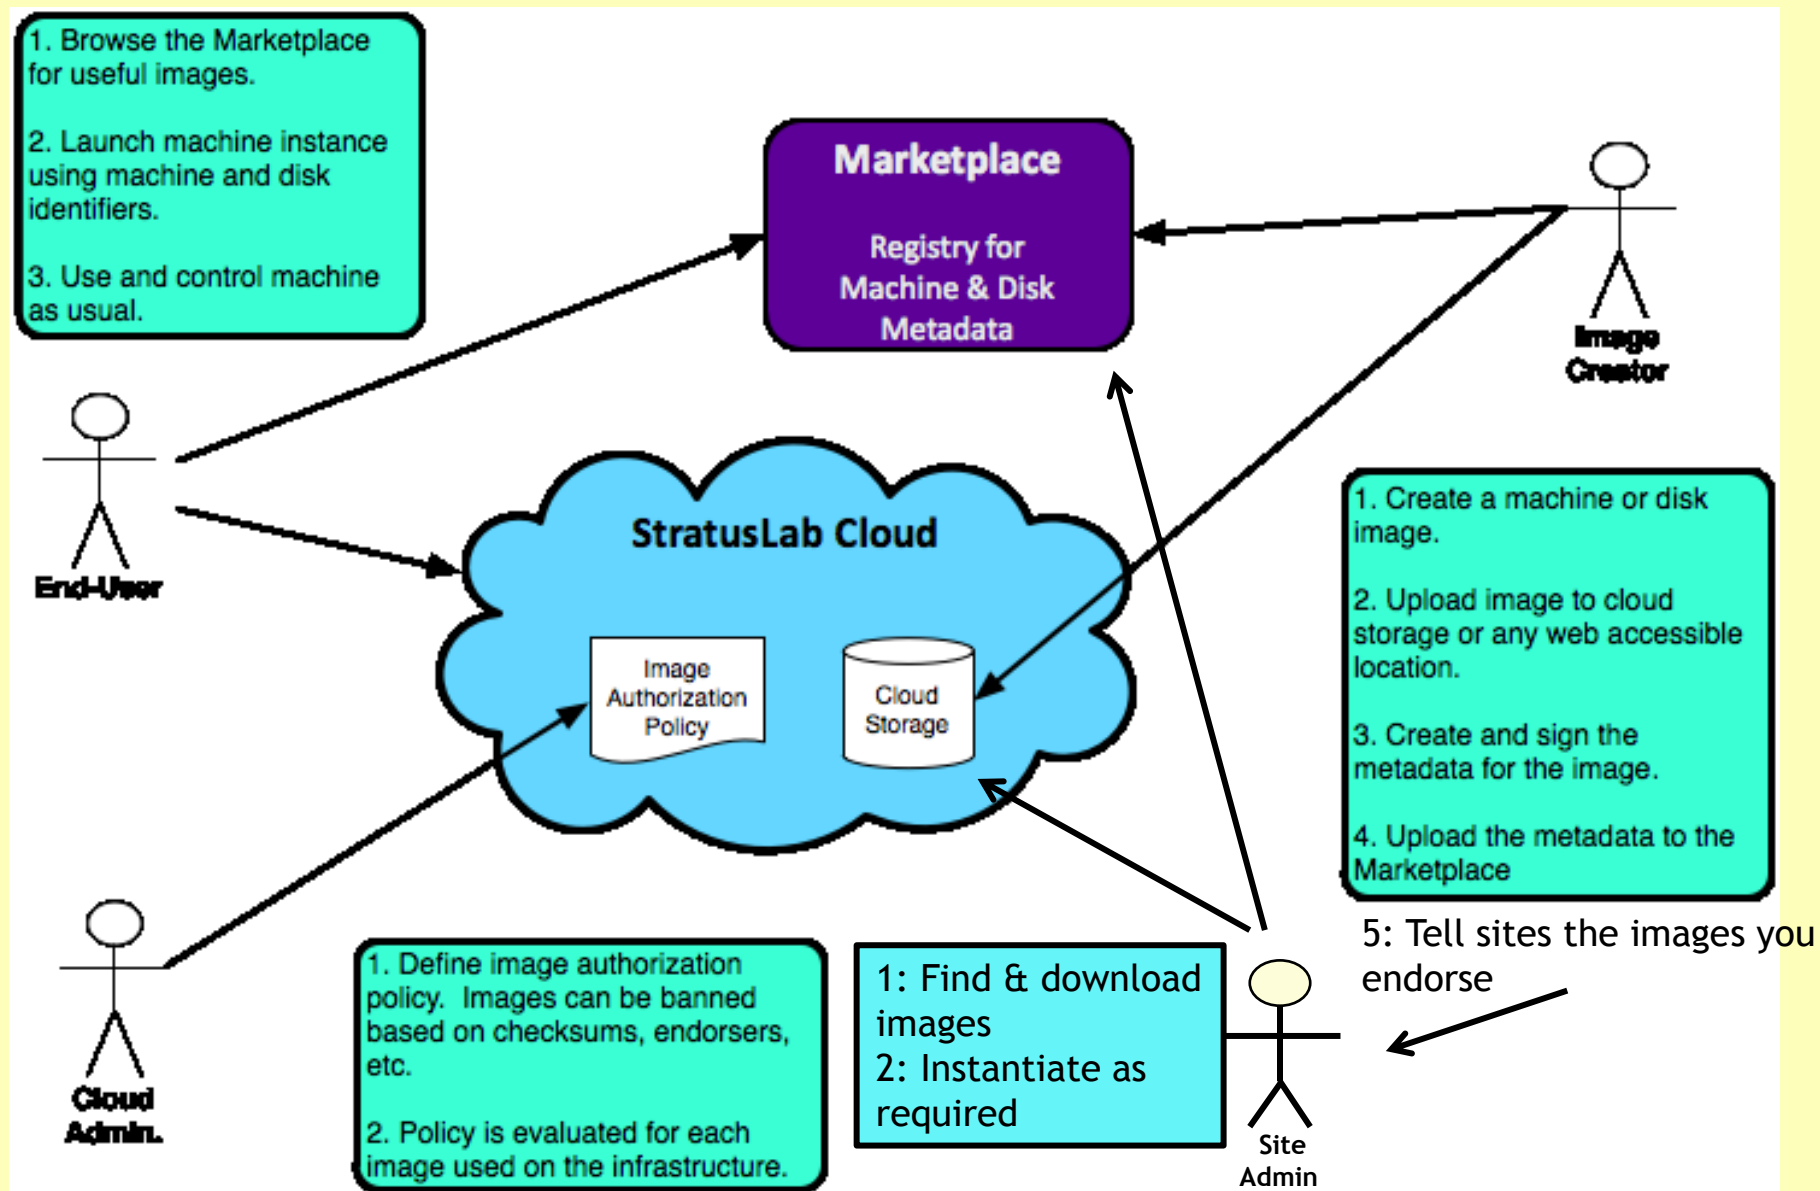 1. Browse the Marketplace
for useful images.
2. Launch machine instance
using machine and disk
identifiers.
3. Use and control machine
as usual.
Marketplace
Registry for
Machine & Disk
Metadata
Image
Creator
End-User
StratusLab Cloud
Image
Authorization
Policy
Cloud
Storage
1. Create a machine or disk
image.
2. Upload image to cloud
storage or any web accessible
location.
3. Create and sign the
metadata for the image.
4. Upload the metadata to the
Marketplace
5: Tell sites the images you
endorse
Cloud
Admin.
1. Define image authorization
policy. Images can be banned
based on checksums, endorsers,
etc.
2. Policy is evaluated for each
image used on the infrastructure.
1: Find & download
images
2: Instantiate as
required
Site
Admin